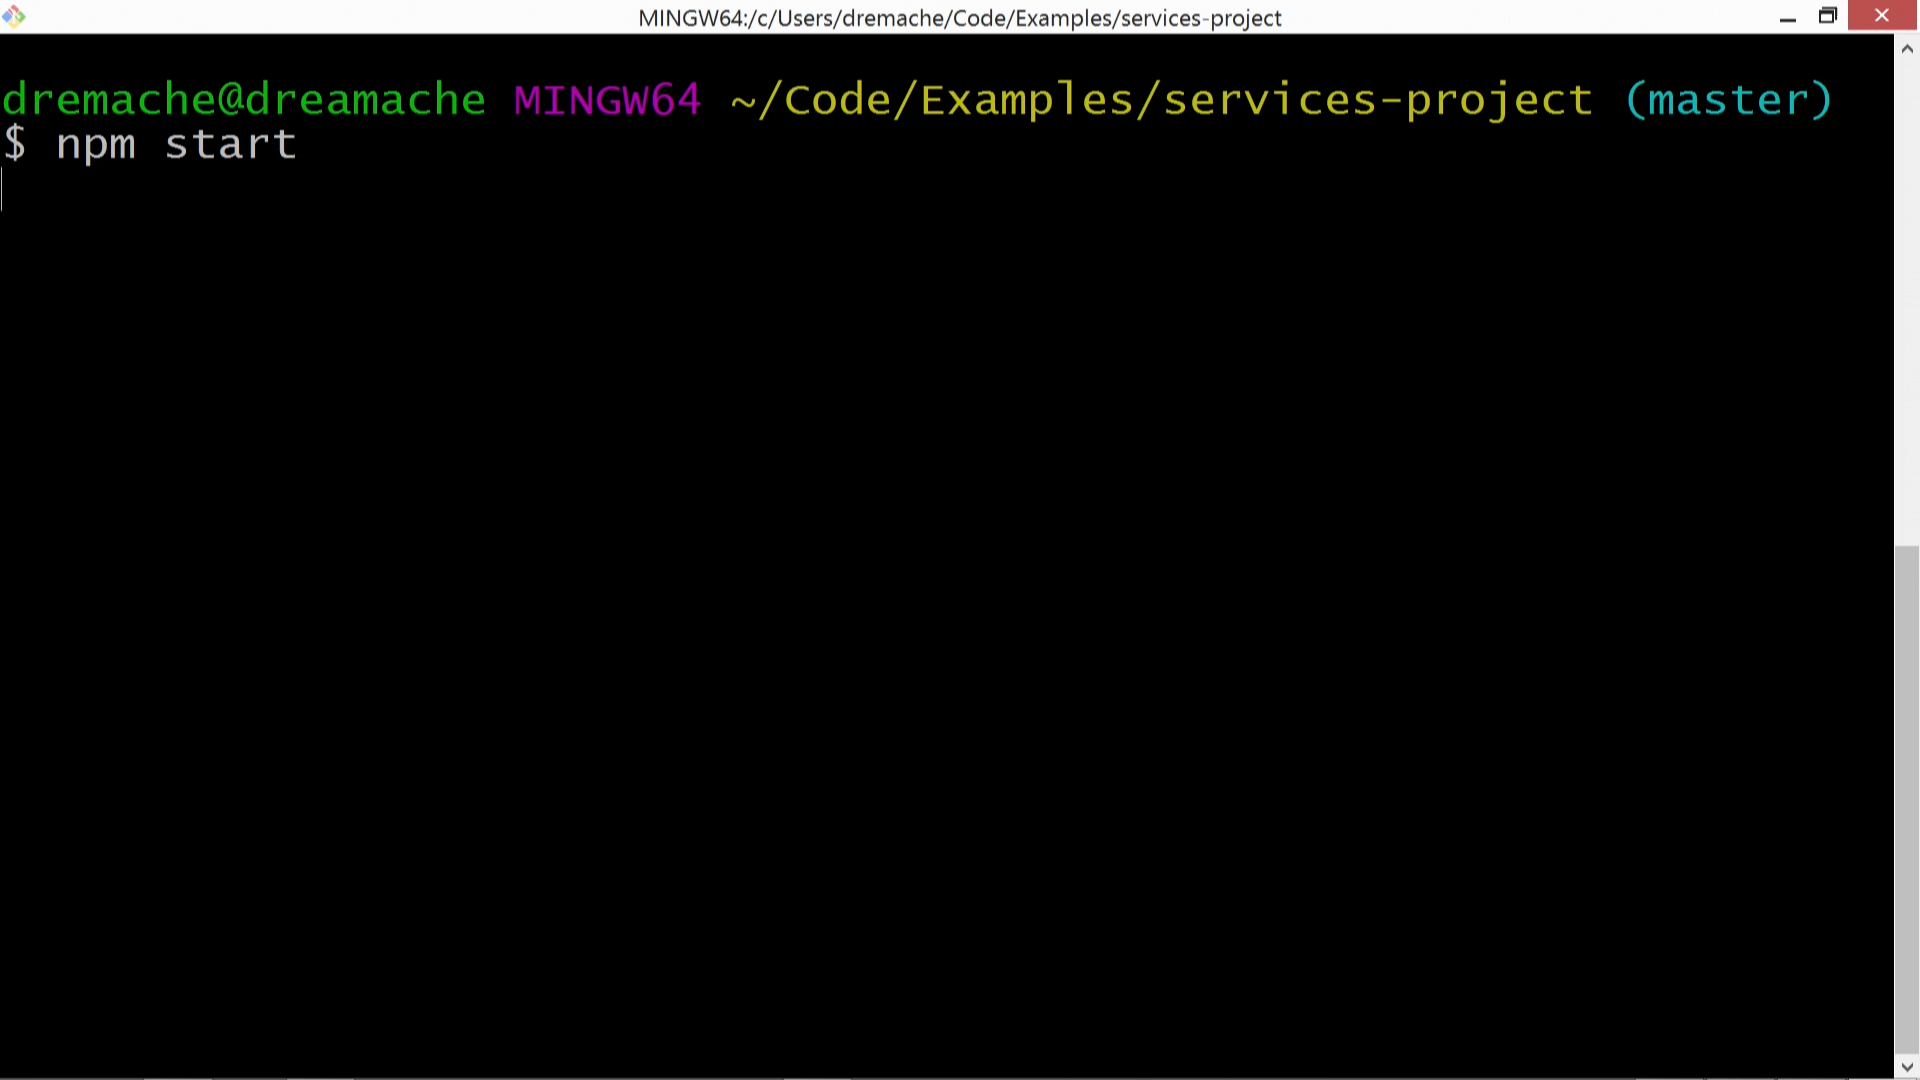 MINGW64:/c/Users/dremache/Code/Examples/services-project
dremache@dreamache MINGW64 ~/Code/Examples/services-project (master)
$ npm start